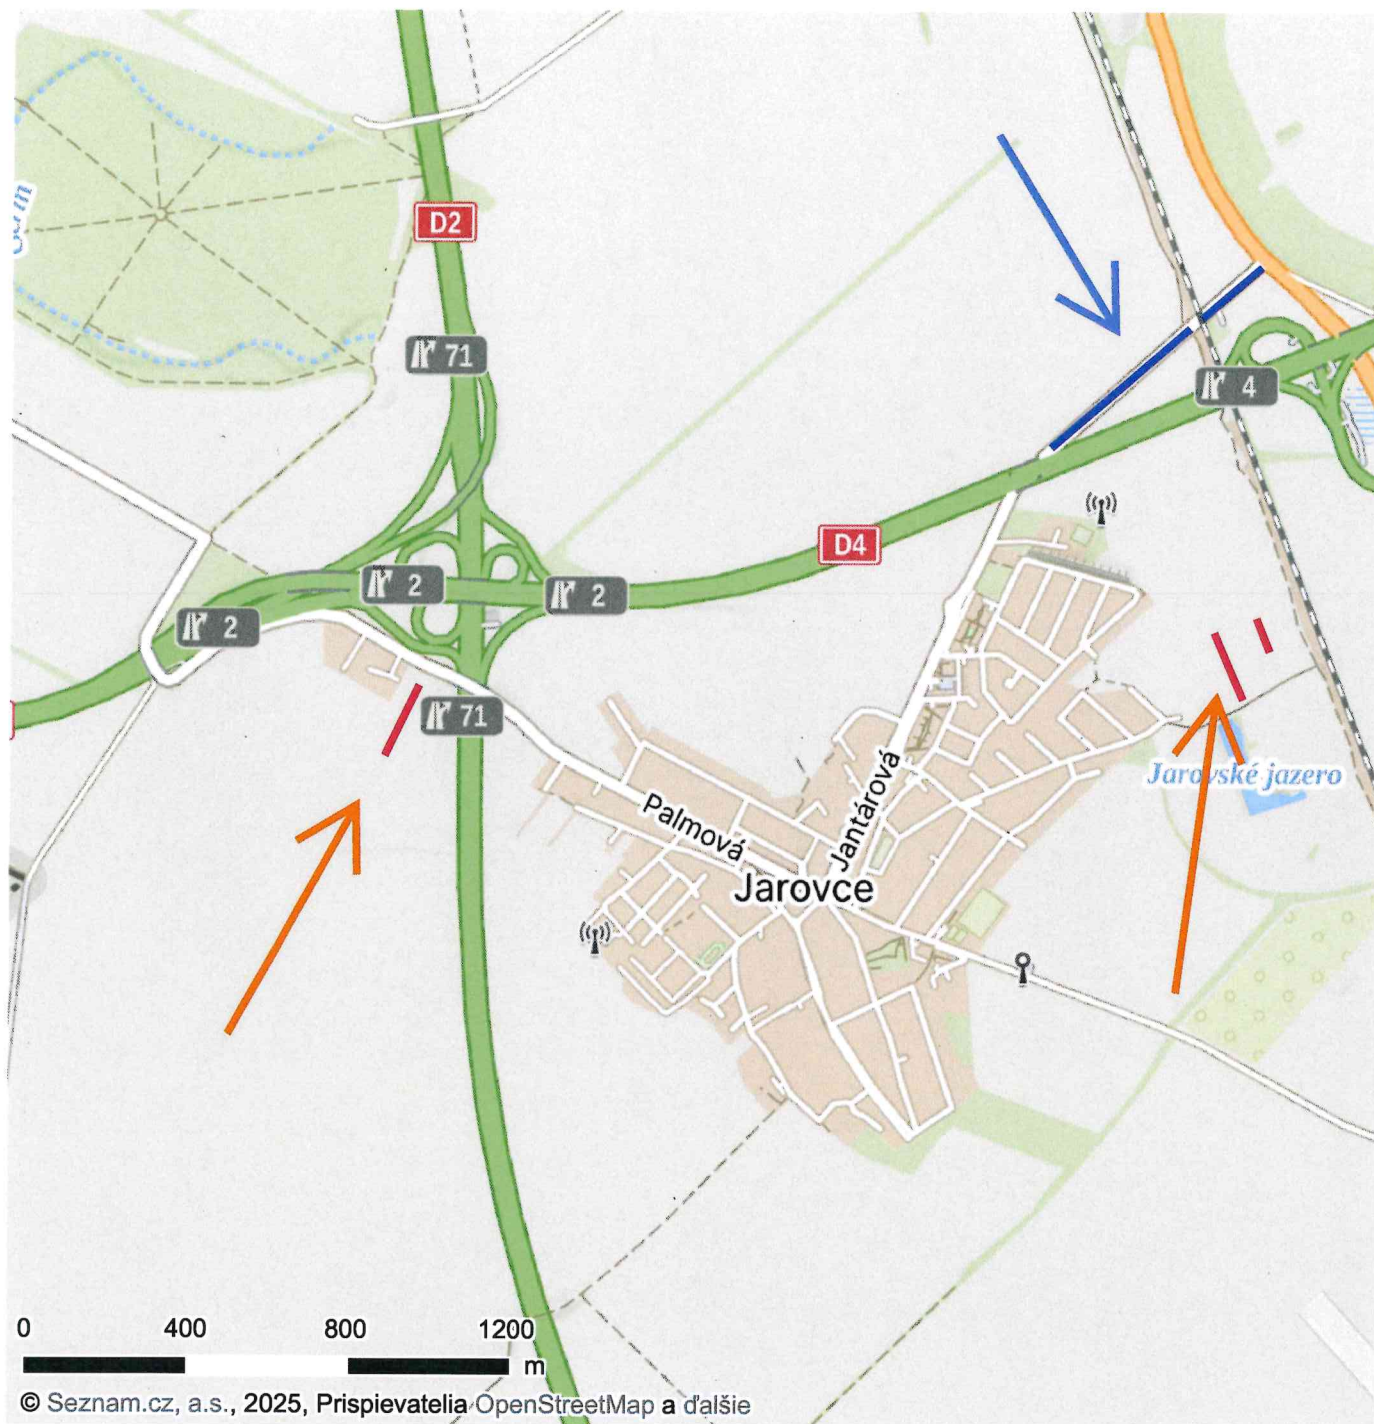 D2
71
4
D4
2
2
2
71
Jarovské jazero
Palmová
Jantárová
Jarovce
0 400 800 1200
m
© Seznam.cz, a.s., 2025, Prispievatelia OpenStreetMap a ďalšie